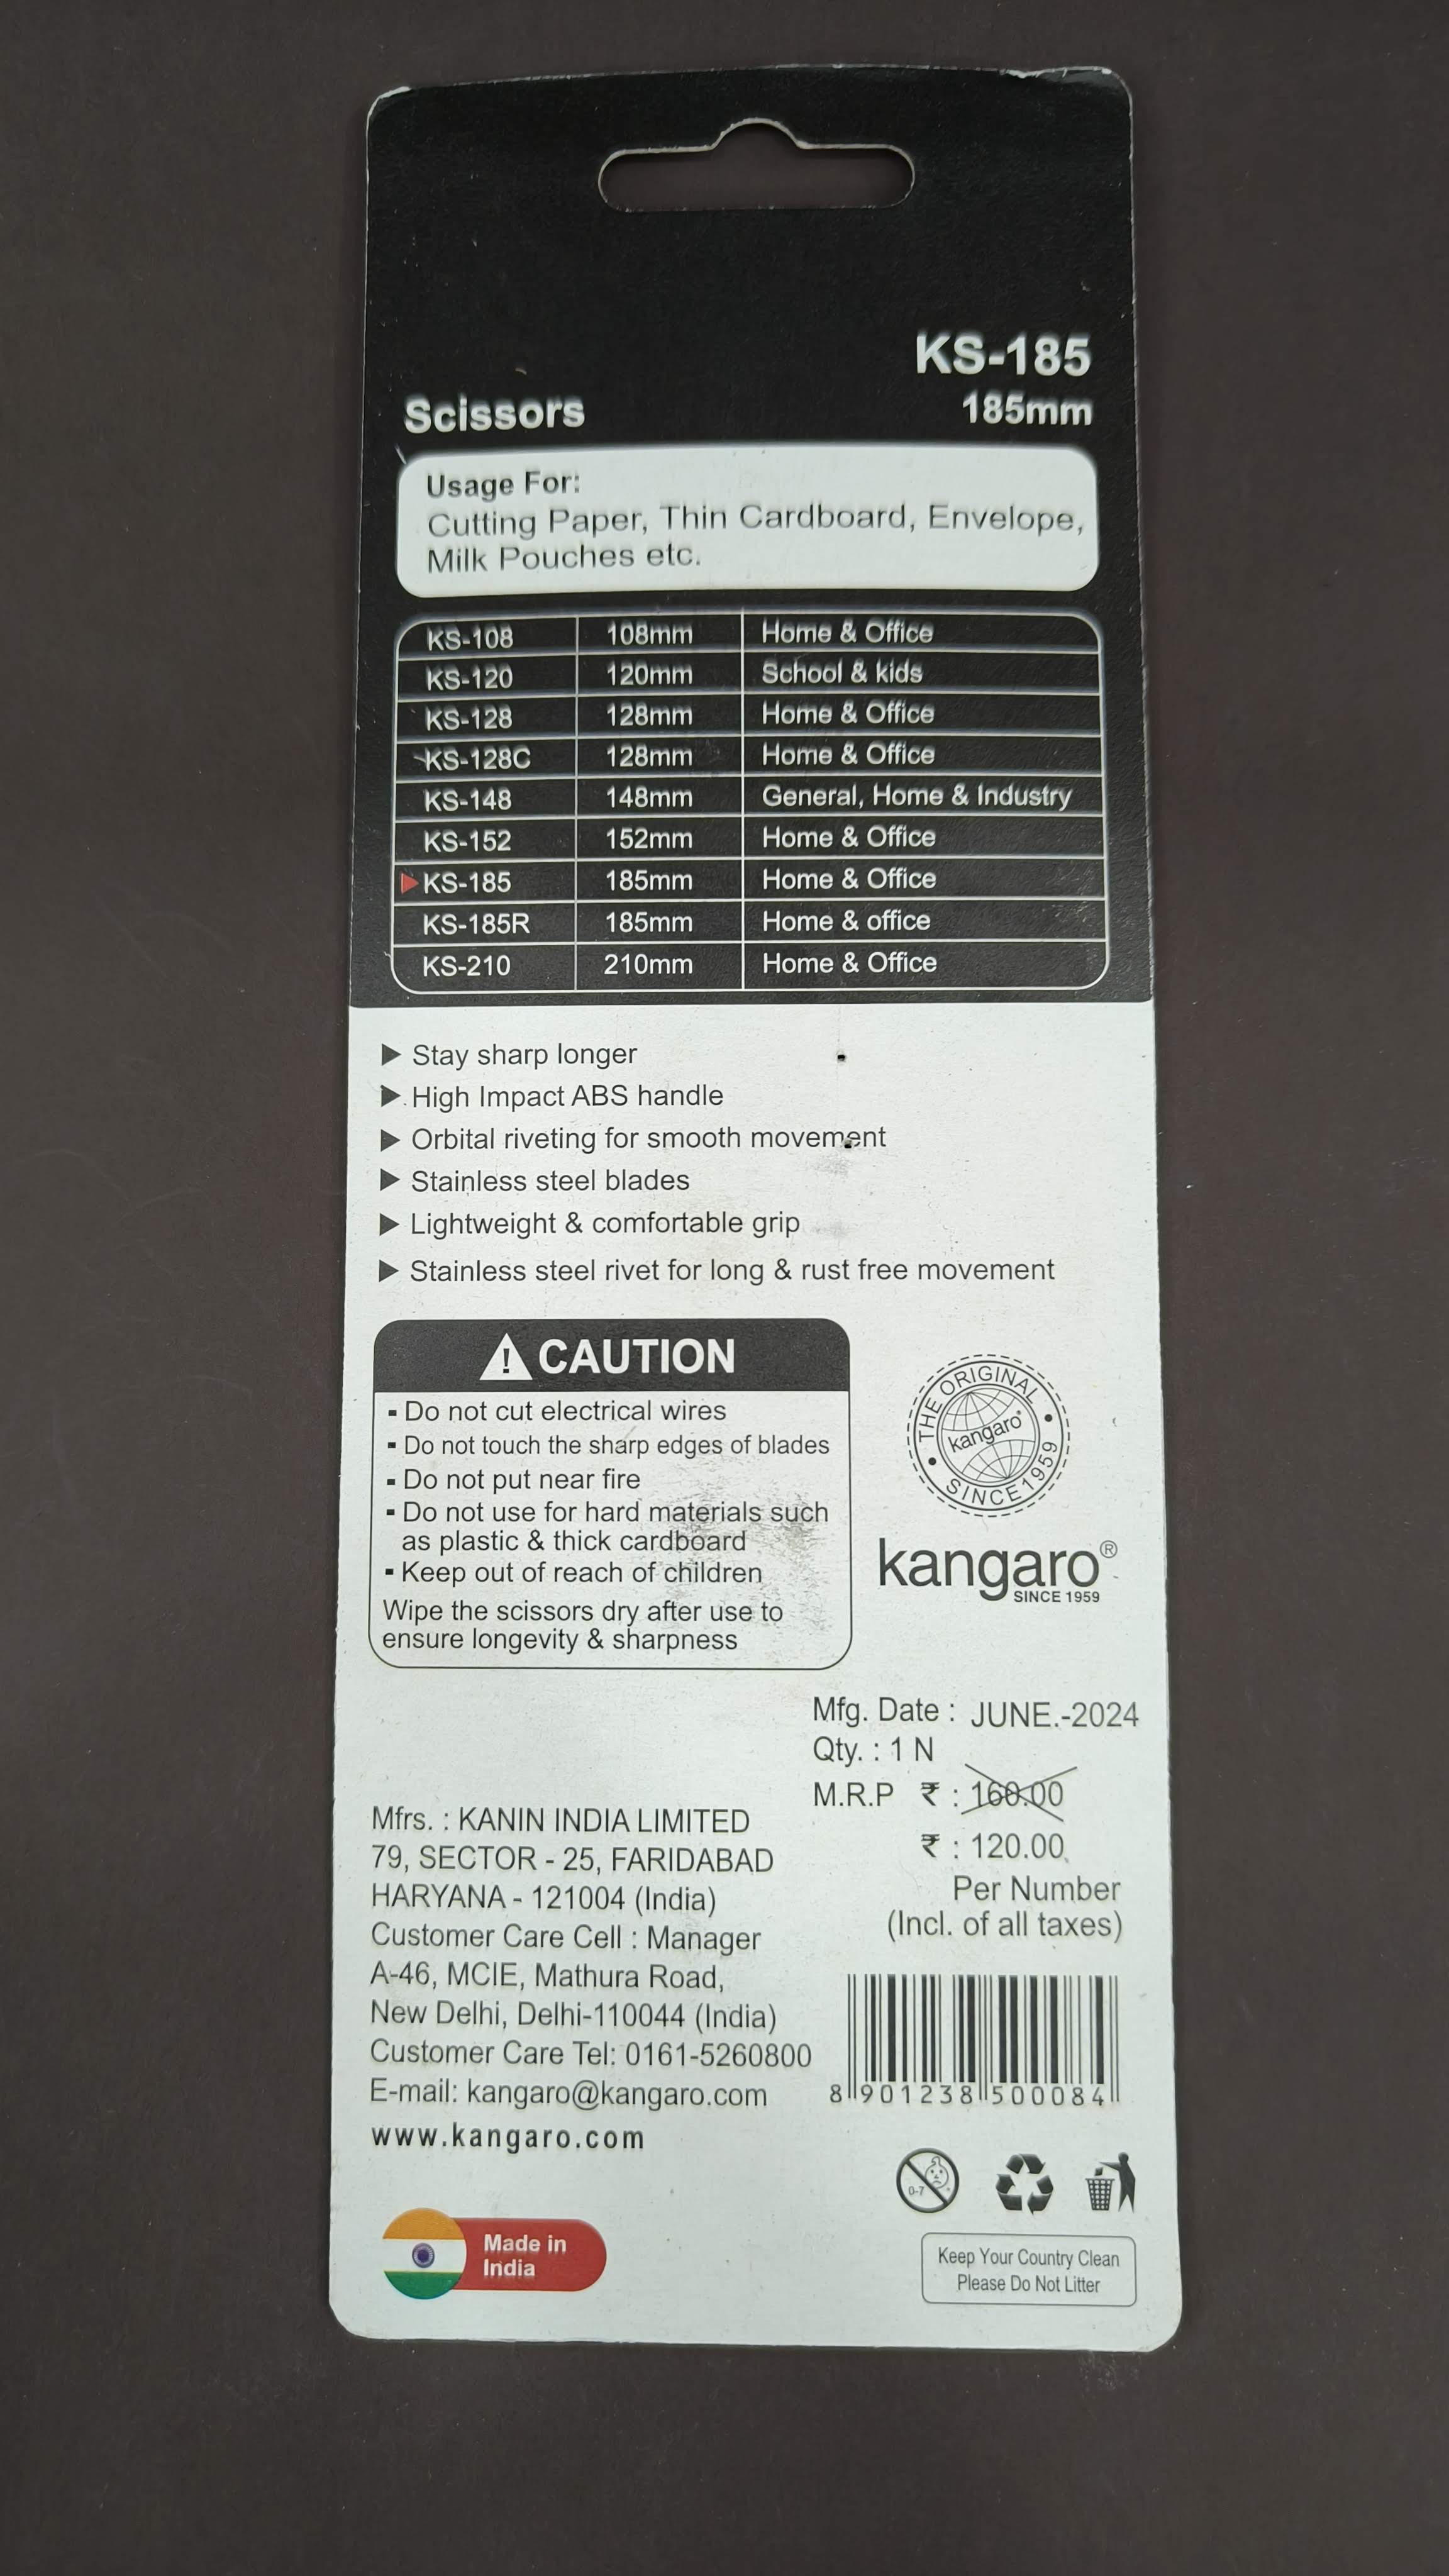 KS-185
Scissors 185mm
Usage For:
Cutting Paper, Thin Cardboard, Envelope,
Milk Pouches etc.
KS-108 108mm Home & Office
KS-120 120mm School & kids
KS-128 128mm Home & Office
KS-128C 128mm Home & Office
KS-148 148mm General, Home & Industry
KS-152 152mm Home & Office
KS-185 185mm Home & Office
KS-185R 185mm Home & office
KS-210 210mm Home & Office
Stay sharp longer
High Impact ABS handle
Orbital riveting for smooth movement
Stainless steel blades
Lightweight & comfortable grip
Stainless steel rivet for long & rust free movement
CAUTION
- Do not cut electrical wires
- Do not touch the sharp edges of blades
- Do not put near fire
- Do not use for hard materials such
as plastic & thick cardboard
- Keep out of reach of children
Wipe the scissors dry after use to
ensure longevity & sharpness
THE ORIGINAL
kangaro
SINCE 1959
kangaro®
SINCE 1959
Mfg. Date : JUNE.-2024
Qty. : 1 N
M.R.P ₹ : 160.00
₹ : 120.00
Per Number
(Incl. of all taxes)
Mfrs. : KANIN INDIA LIMITED
79, SECTOR - 25, FARIDABAD
HARYANA - 121004 (India)
Customer Care Cell : Manager
A-46, MCIE, Mathura Road,
New Delhi, Delhi-110044 (India)
Customer Care Tel: 0161-5260800
E-mail: kangaro@kangaro.com
www.kangaro.com
8 901238 500084
0-7
Made in
India
Keep Your Country Clean
Please Do Not Litter